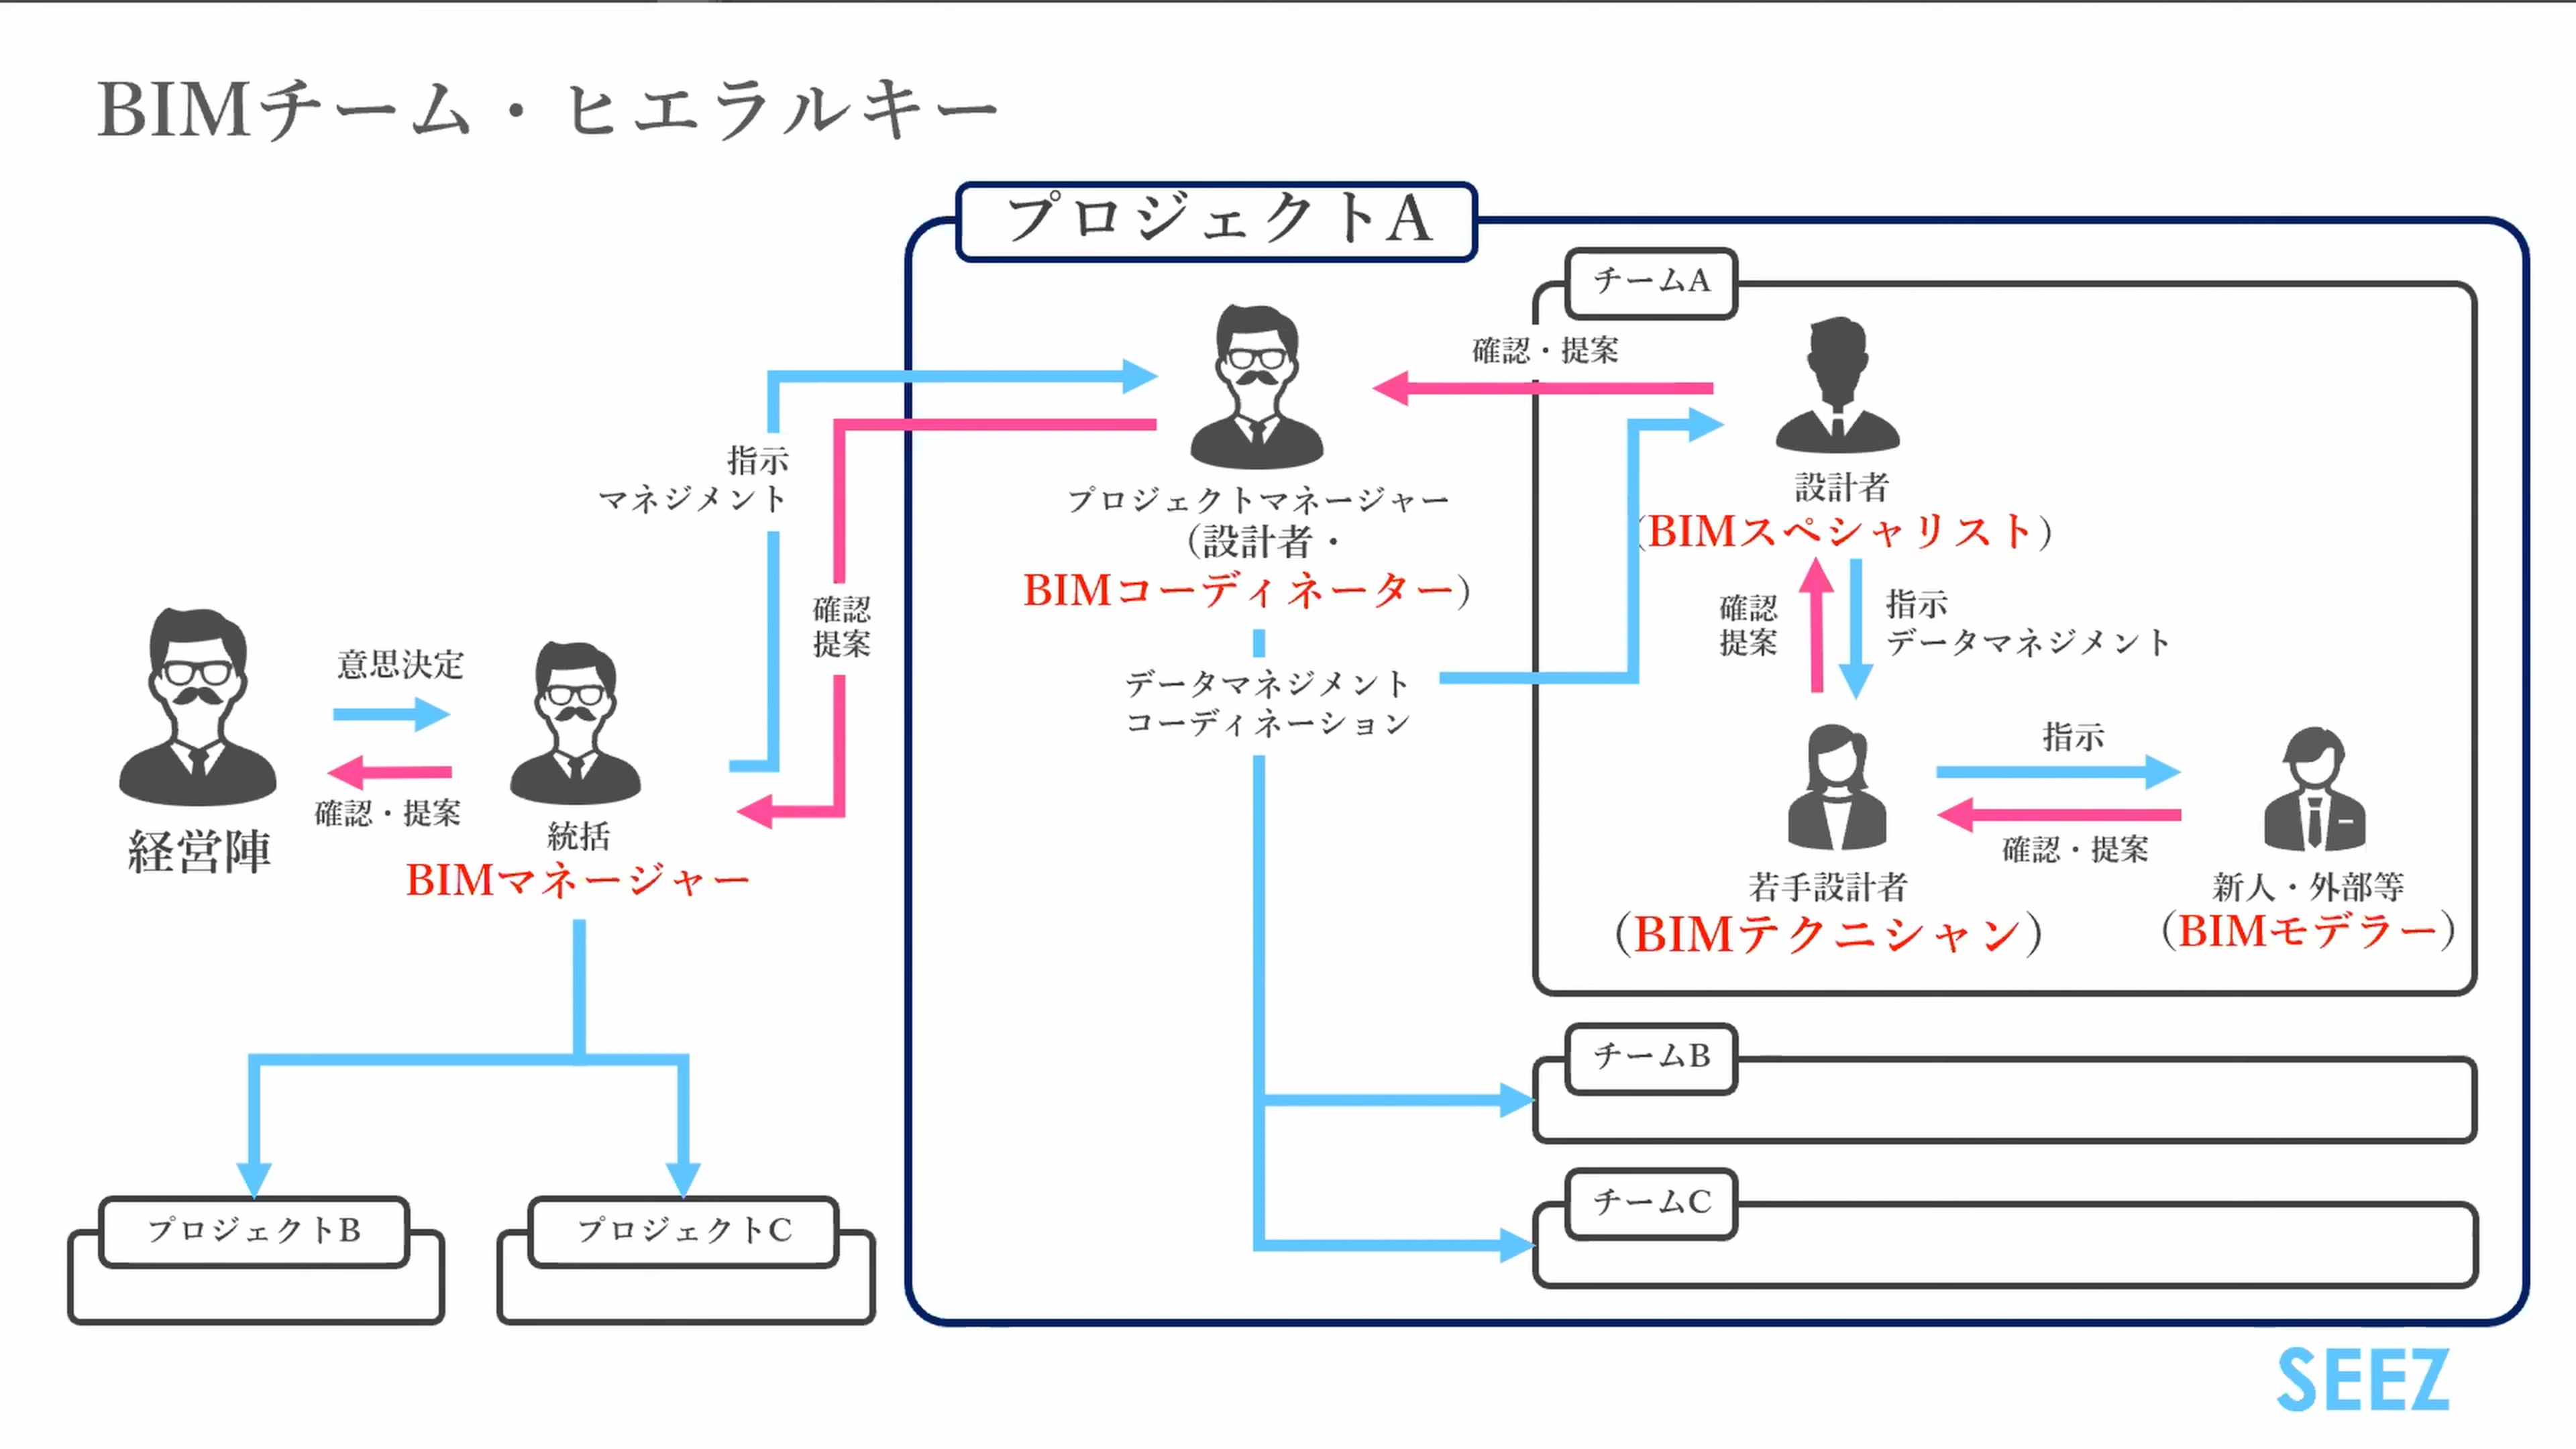 BIMチーム・ヒエラルキー
プロジェクトA
チームA
確認・提案
指示
マネジメント
プロジェクトマネージャー
（設計者・
BIMコーディネーター）
設計者
（BIMスペシャリスト）
確認
提案
確認
提案
指示
データマネジメント
意思決定
確認・提案
経営陣
統括
BIMマネージャー
データマネジメント
コーディネーション
指示
確認・提案
若手設計者
（BIMテクニシャン）
新人・外部等
（BIMモデラー）
チームB
チームC
プロジェクトB
プロジェクトC
SEEZ